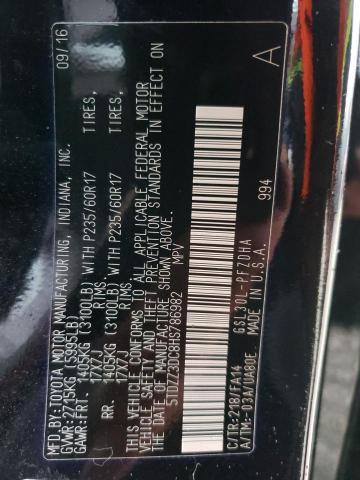 MFD.BY:TOYOTA MOTOR MANUFACTURING, INDIANA, INC. 09/16
GVWR:2715KG (5985LB)
GAWR:FRT. 1405KG (3100LB) WITH P235/60R17 TIRES,
17X7J RIMS
RR. 1405KG (3100LB) WITH P235/60R17 TIRES,
17X7J RIMS
THIS VEHICLE CONFORMS TO ALL APPLICABLE FEDERAL MOTOR
VEHICLE SAFETY AND THEFT PREVENTION STANDARDS IN EFFECT ON
THE DATE OF MANUFACTURE SHOWN ABOVE.
5TDZZ3DC8HS786982 MPV
A
994
C/TR:218/FA14 GSL30L-PFZDHA
A/TM:-03A/U480E MADE IN U.S.A.